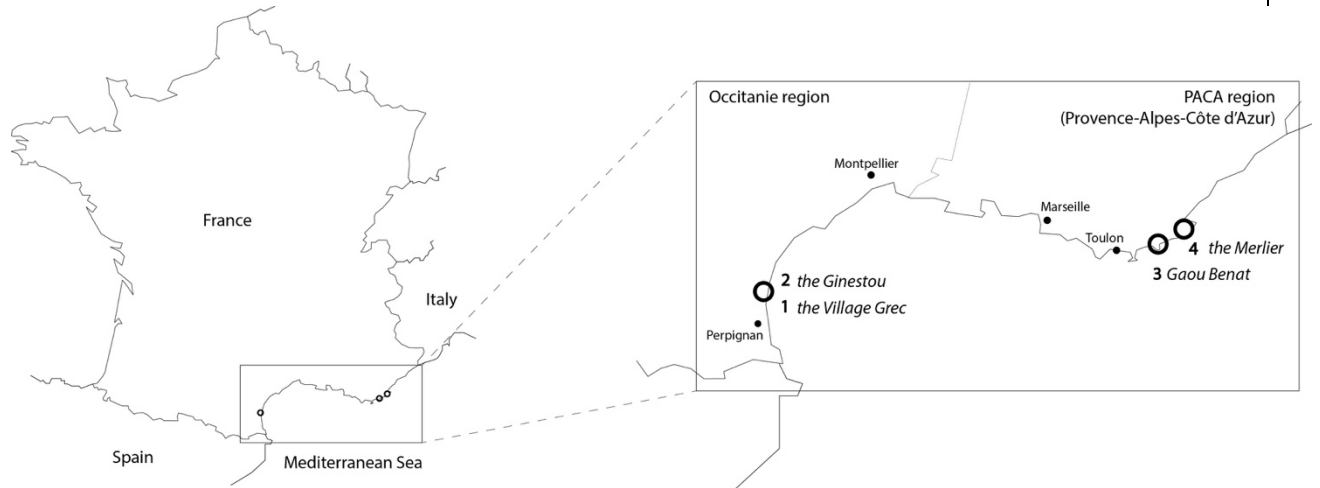 France
Italy
Spain
Mediterranean Sea
Occitanie region
PACA region
(Provence-Alpes-Côte d'Azur)
Montpellier
Marseille
Toulon
4 the Merlier
3 Gaou Benat
2 the Ginestou
1 the Village Grec
Perpignan